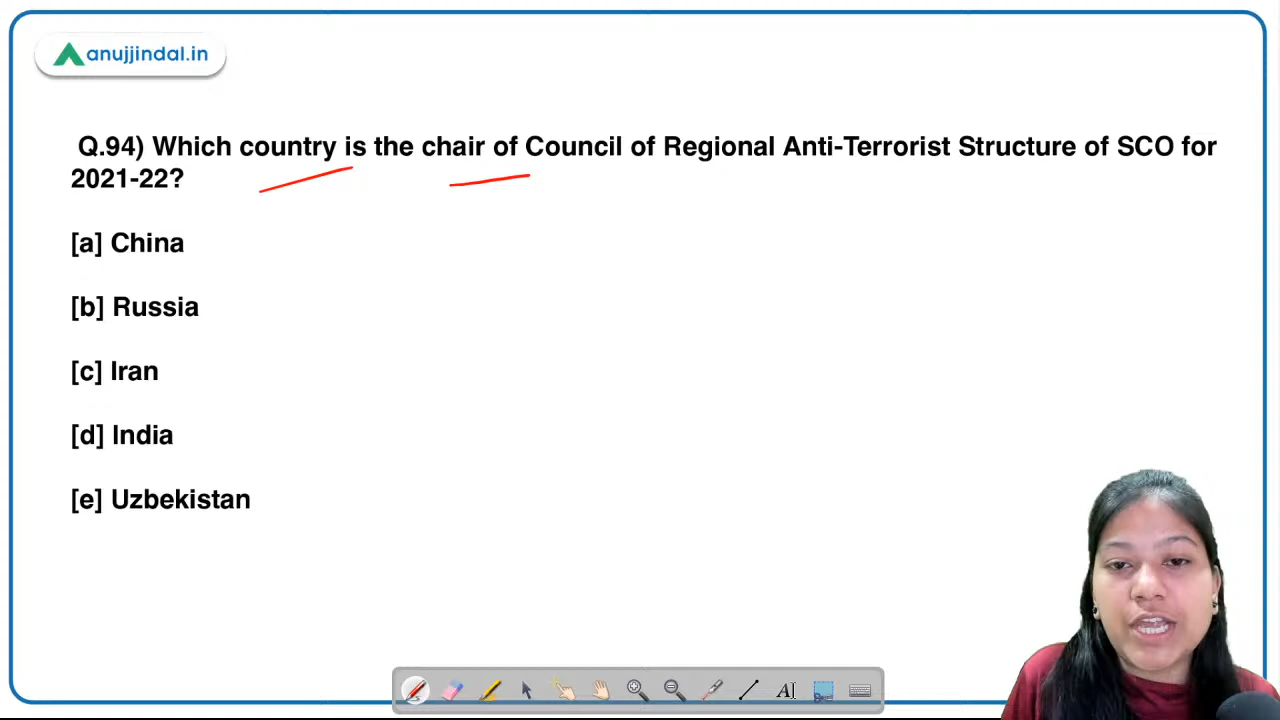 anujjindal.in
Q.94) Which country is the chair of Council of Regional Anti-Terrorist Structure of SCO for
2021-22?
[a] China
[b] Russia
[c] Iran
[d] India
[e] Uzbekistan